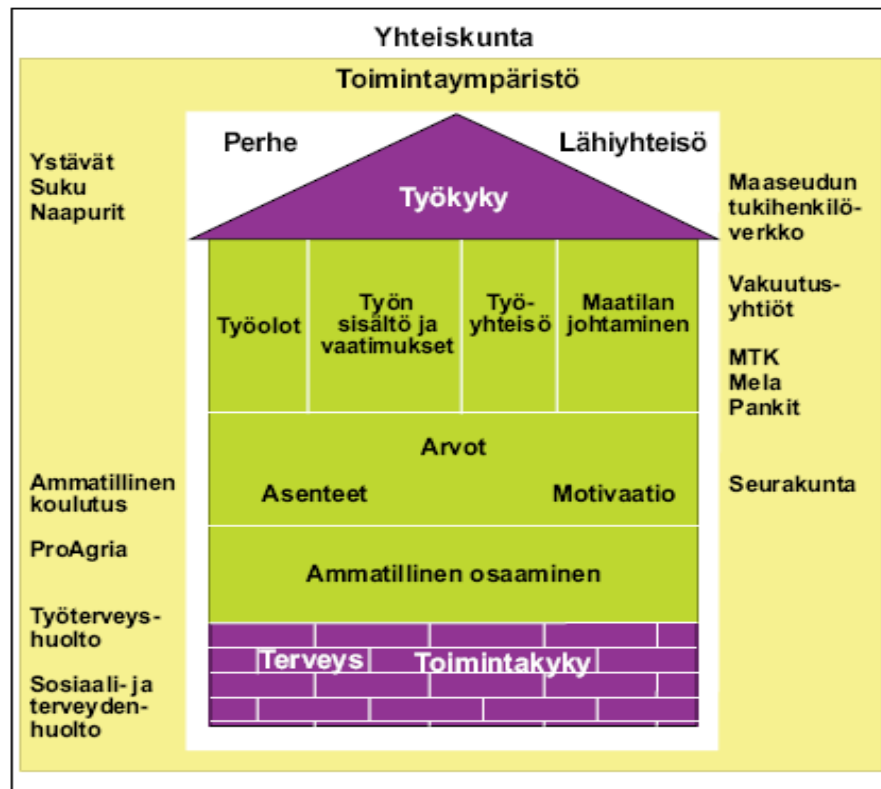 Yhteiskunta
Toimintaympäristö
Perhe
Lähiyhteisö
Ystävät
Suku
Naapurit
Työkyky
Maaseudun
tukihenkilö-
verkko
Vakuutus-
yhtiöt
MTK
Mela
Pankit
Työolot
Työn
sisältö ja
vaatimukset
Työ-
yhteisö
Maatilan
johtaminen
Arvot
Asenteet
Motivaatio
Ammatillinen
koulutus
Seurakunta
ProAgria
Ammatillinen osaaminen
Työterveys-
huolto
Terveys
Toimintakyky
Sosiaali- ja
terveyden-
huolto